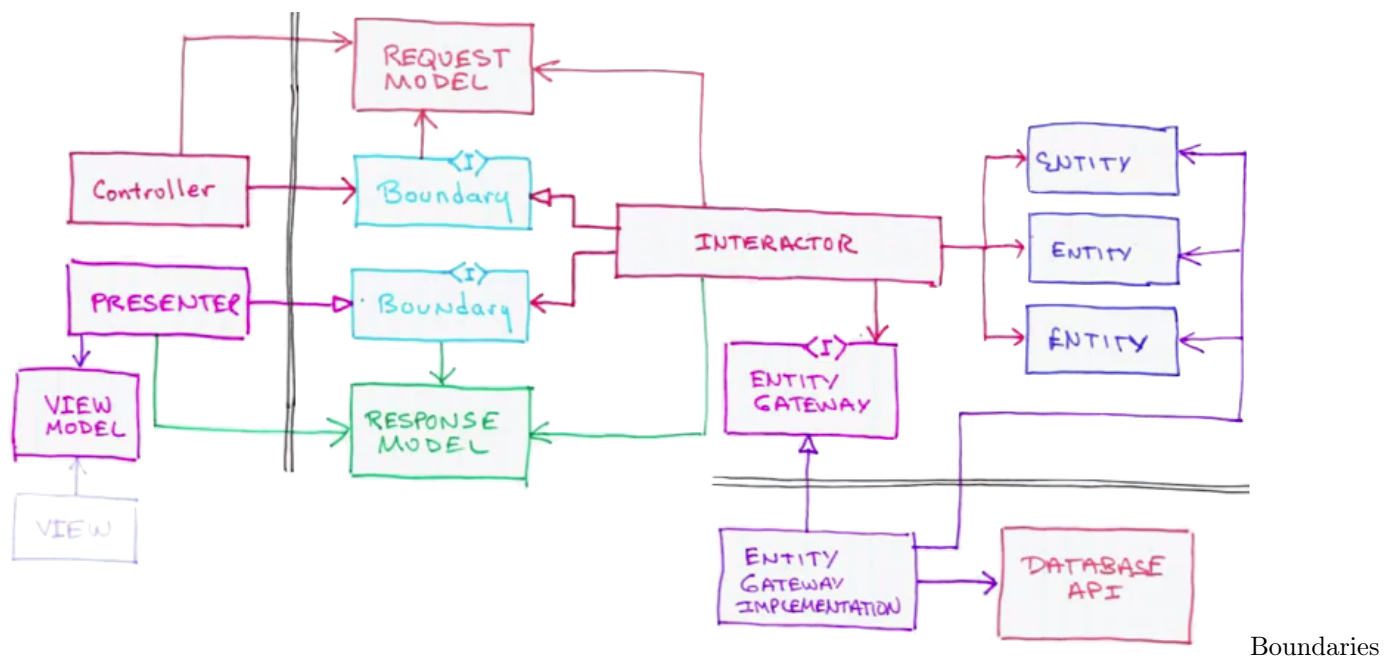 REQUEST
MODEL
<I>
Boundary
Controller
INTERACTOR
ENTITY
ENTITY
ENTITY
<I>
Boundary
PRESENTER
<I>
ENTITY
GATEWAY
VIEW
MODEL
RESPONSE
MODEL
VIEW
ENTITY
GATEWAY
IMPLEMENTATION
DATABASE
API
Boundaries